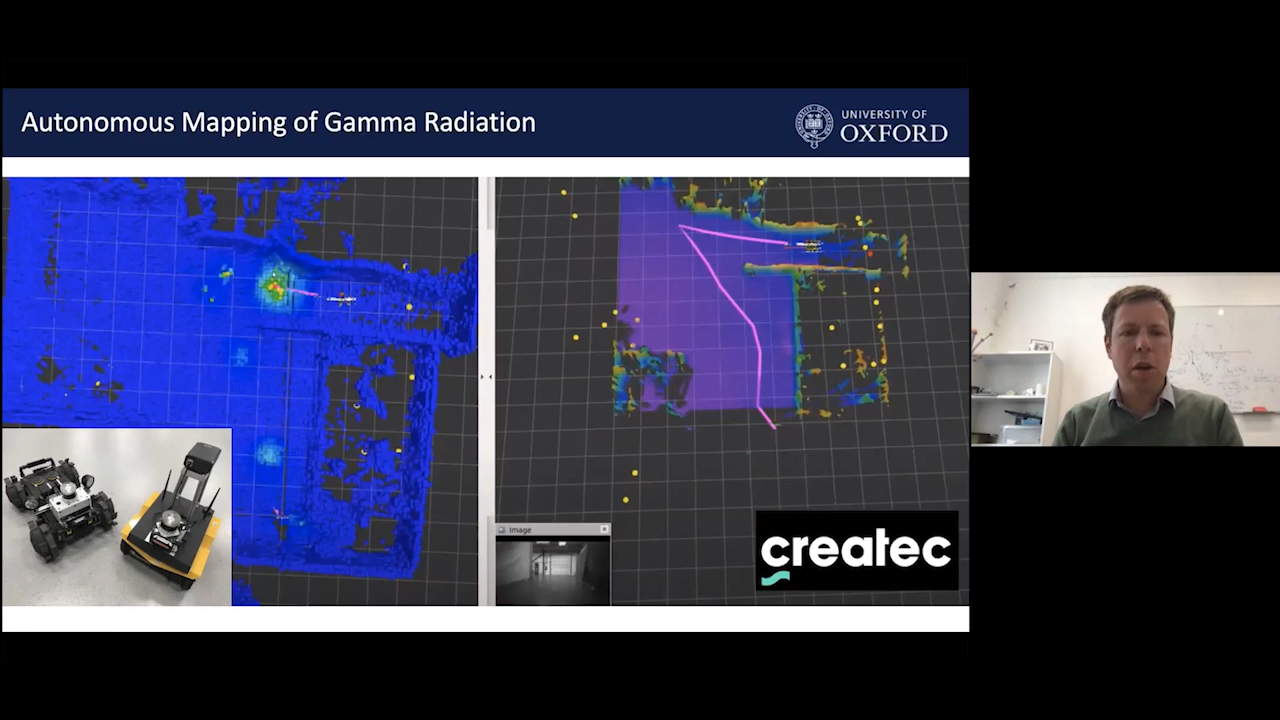 Autonomous Mapping of Gamma Radiation
UNIVERSITY OF
OXFORD
Image
createc